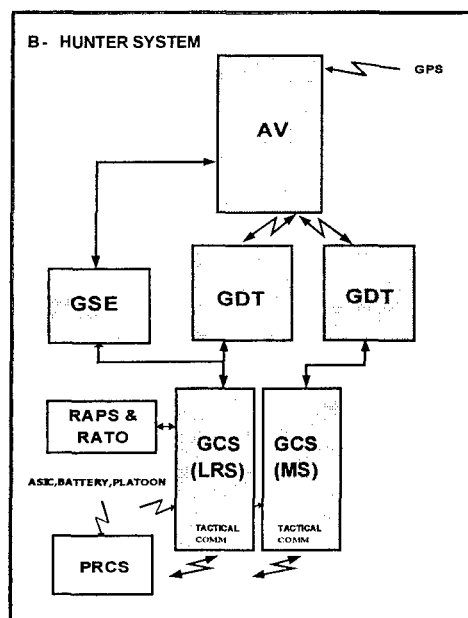 B- HUNTER SYSTEM
GPS
AV
GSE
GDT
GDT
RAPS &
RATO
GCS
(LRS)
GCS
(MS)
ASIC,BATTERY,PLATOON
TACTICAL
COMM
TACTICAL
COMM
PRCS